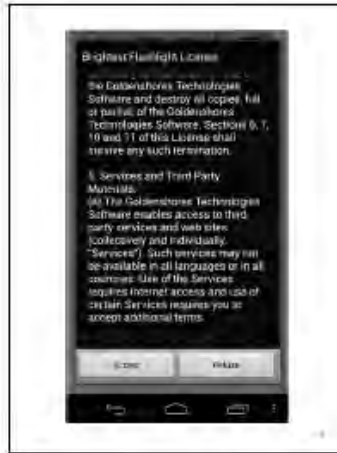 Brightest Flashlight License
the Goldenshores Technologies
Software and destroy all copies, full
or partial, of the Goldenshores
Technologies Software. Sections 6, 7,
10 and 11 of this License shall
survive any such termination.
5. Services and Third Party
Materials.
(a) The Goldenshores Technologies
Software enables access to third
party services and web sites
(collectively and individually,
"Services"). Such services may not
be available in all languages or in all
countries. Use of the Services
requires Internet access and use of
certain Services requires you to
accept additional terms.
Accept Refuse